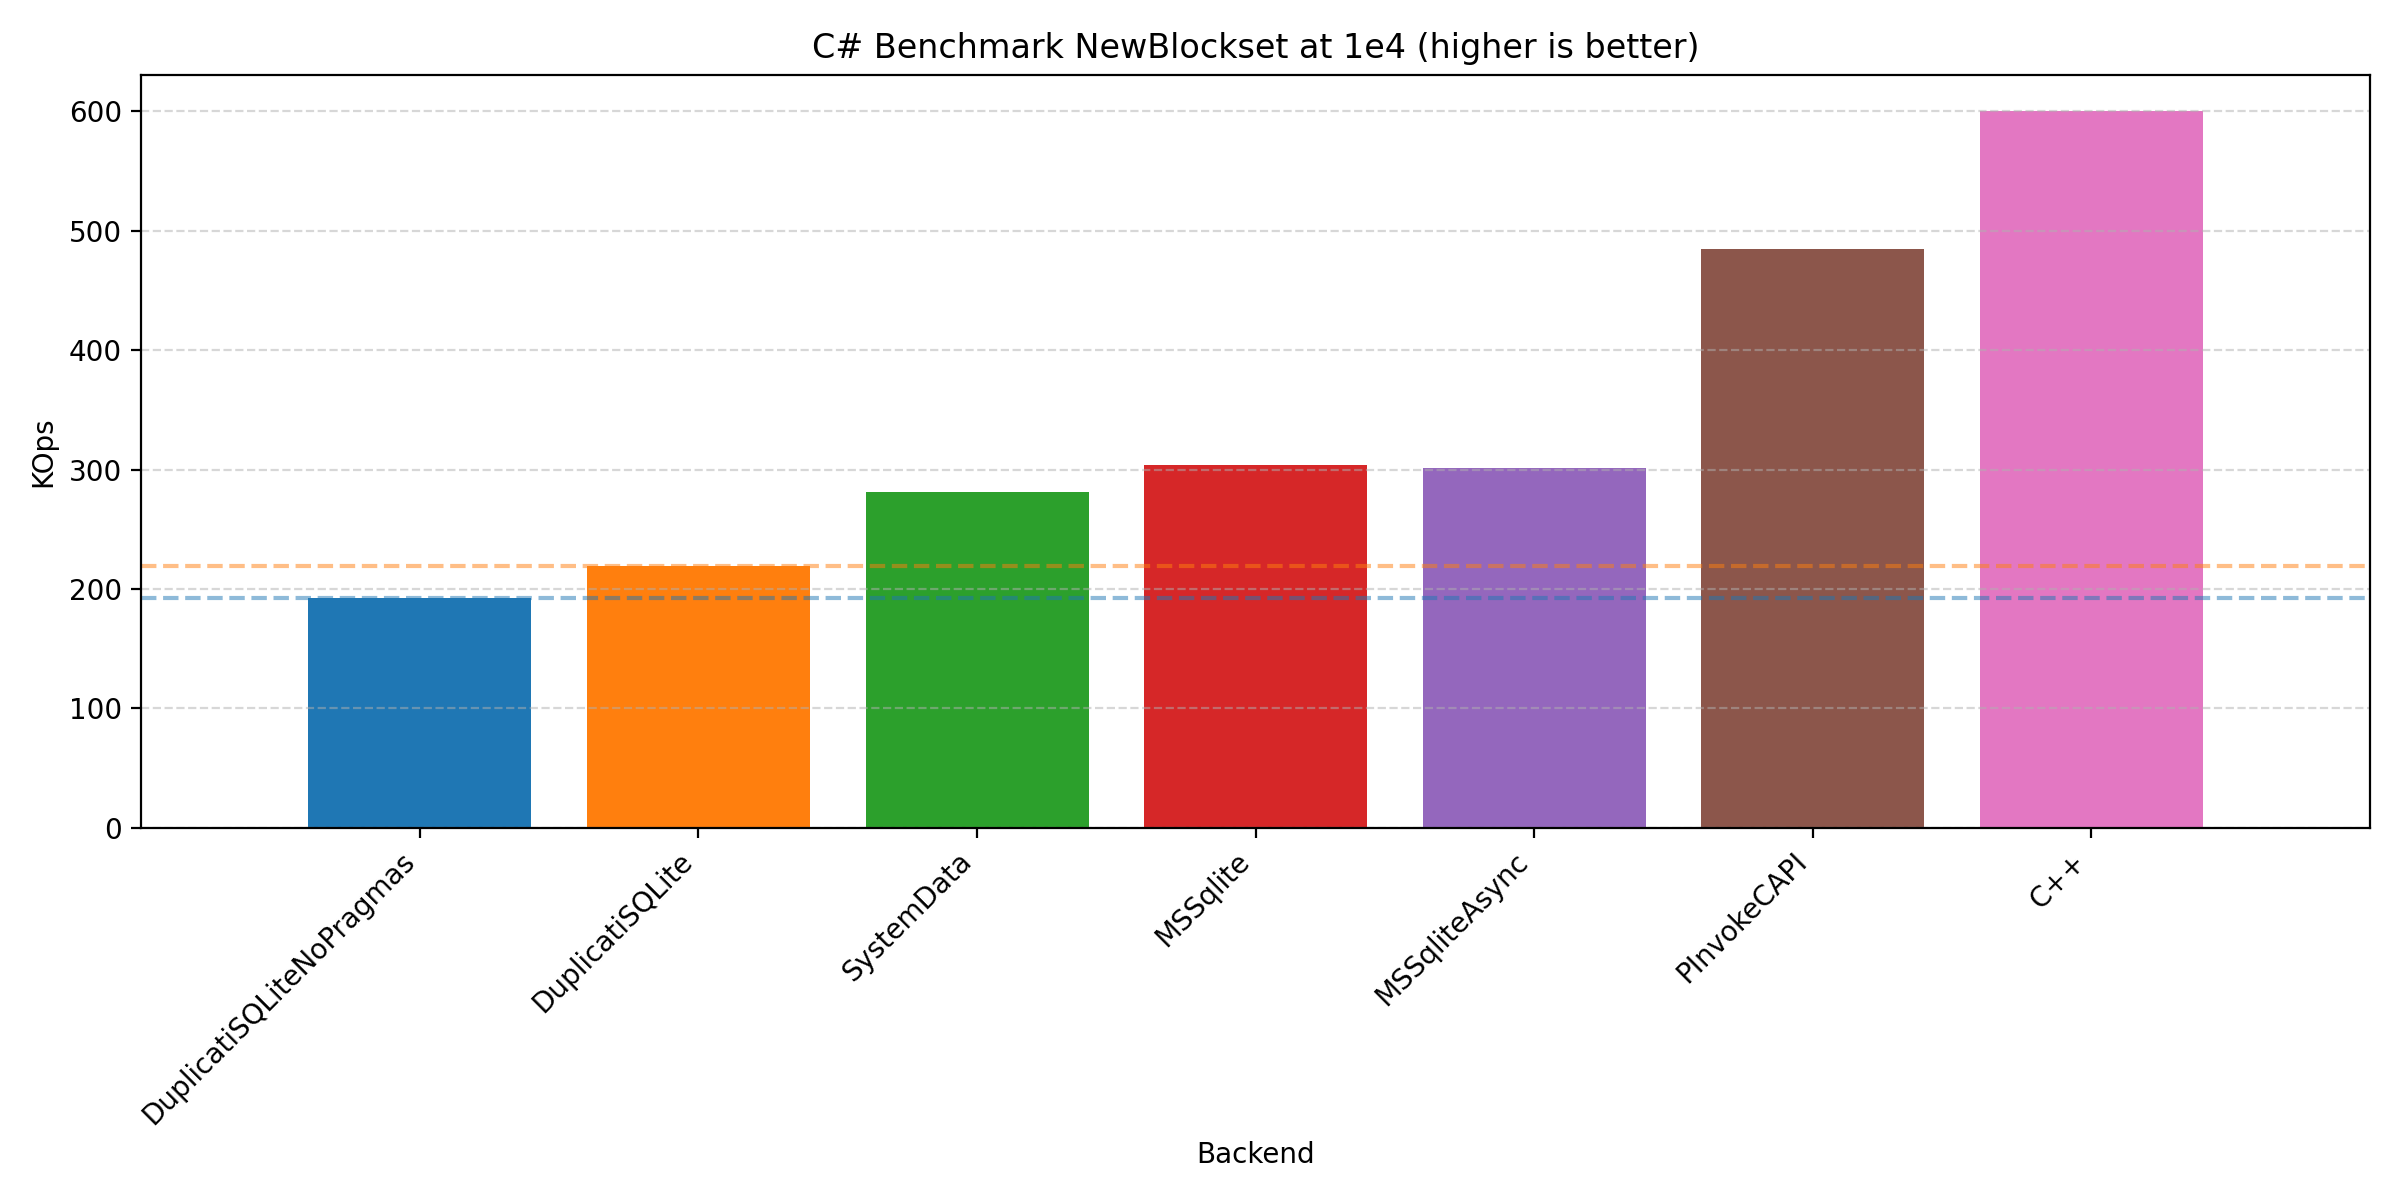 C# Benchmark NewBlockset at 1e4 (higher is better)
KOps
600
500
400
300
200
100
0
DuplicatiSQLiteNoPragmas
DuplicatiSQLite
SystemData
MSSqlite
MSSqliteAsync
PInvokeCAPI
C++
Backend